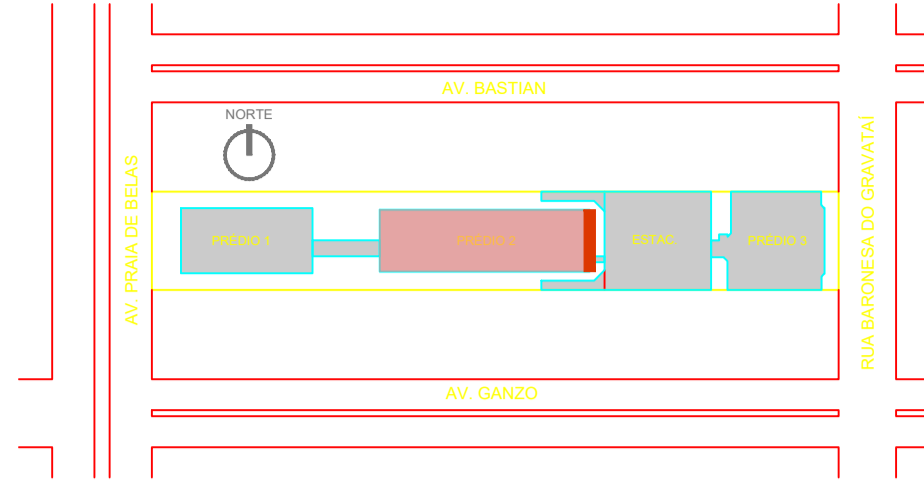 AV. BASTIAN
NORTE
AV. PRAIA DE BELAS
PRÉDIO 1
PRÉDIO 2
ESTAC.
PRÉDIO 3
RUA BARONESA DO GRAVATAÍ
AV. GANZO